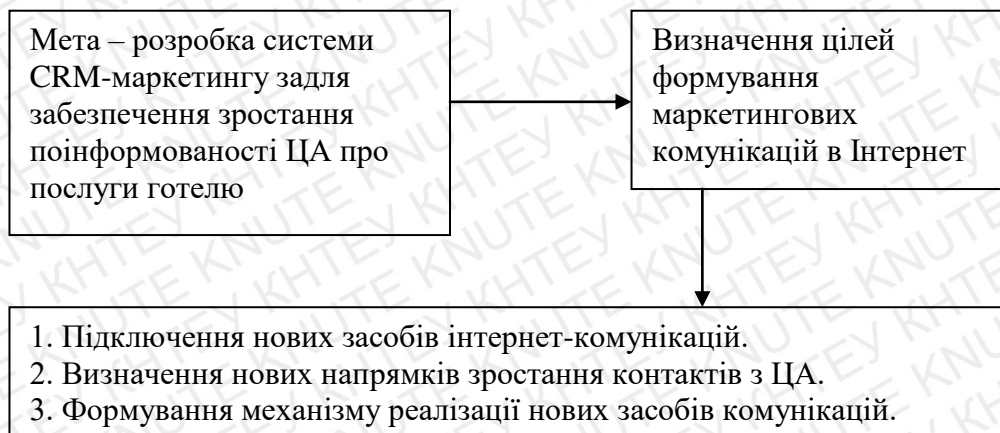 Мета – розробка системи
CRM-маркетингу задля
забезпечення зростання
поінформованості ЦА про
послуги готелю
Визначення цілей
формування
маркетингових
комунікацій в Інтернет
1. Підключення нових засобів інтернет-комунікацій.
2. Визначення нових напрямків зростання контактів з ЦА.
3. Формування механізму реалізації нових засобів комунікацій.